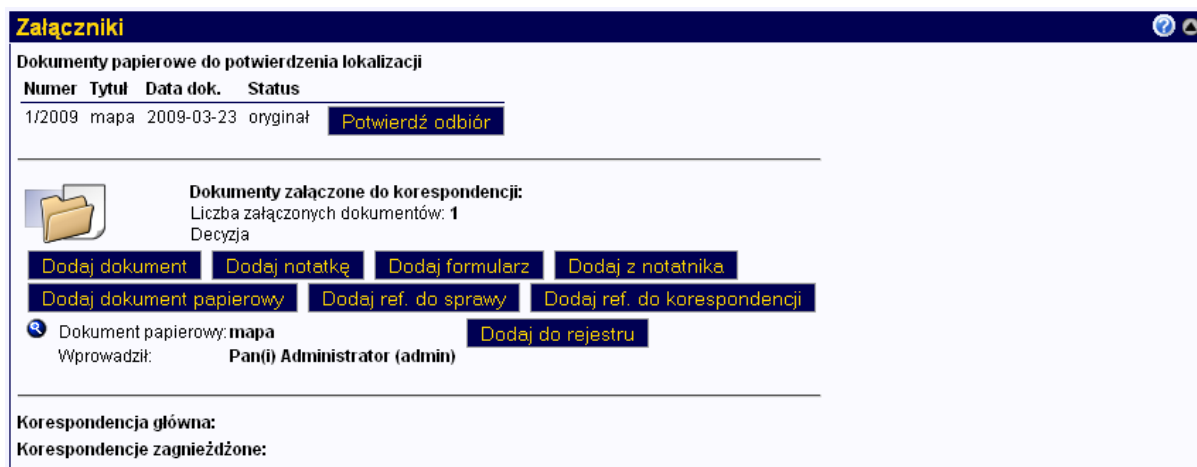 Załączniki
Dokumenty papierowe do potwierdzenia lokalizacji
Numer Tytuł Data dok. Status
1/2009 mapa 2009-03-23 oryginał Potwierdź odbiór
Dokumenty załączone do korespondencji:
Liczba załączonych dokumentów: 1
Decyzja
Dodaj dokument Dodaj notatkę Dodaj formularz Dodaj z notatnika
Dodaj dokument papierowy Dodaj ref. do sprawy Dodaj ref. do korespondencji
Dokument papierowy: mapa Dodaj do rejestru
Wprowadził: Pan(i) Administrator (admin)
Korespondencja główna:
Korespondencje zagnieżdżone: